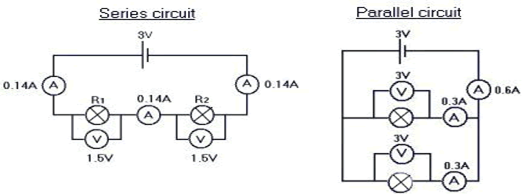 Series circuit
3V
0.14A A A 0.14A
R1 0.14A R2
A
V V
1.5V 1.5V
Parallel circuit
3V
3V
V A 0.6A
0.3A
A
3V
V 0.3A
A